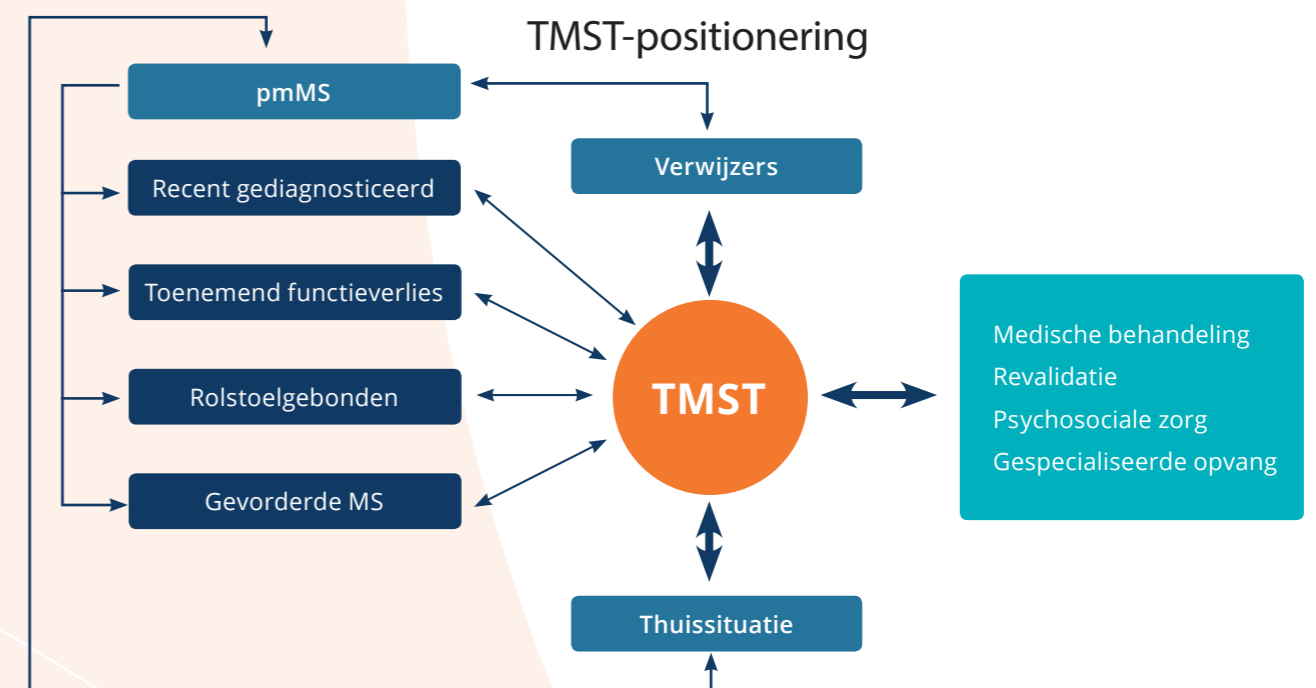 TMST-positionering
pmMS
Verwijzers
Recent gediagnosticeerd
Toenemend functieverlies
Rolstoelgebonden
Gevorderde MS
TMST
Medische behandeling
Revalidatie
Psychosociale zorg
Gespecialiseerde opvang
Thuissituatie